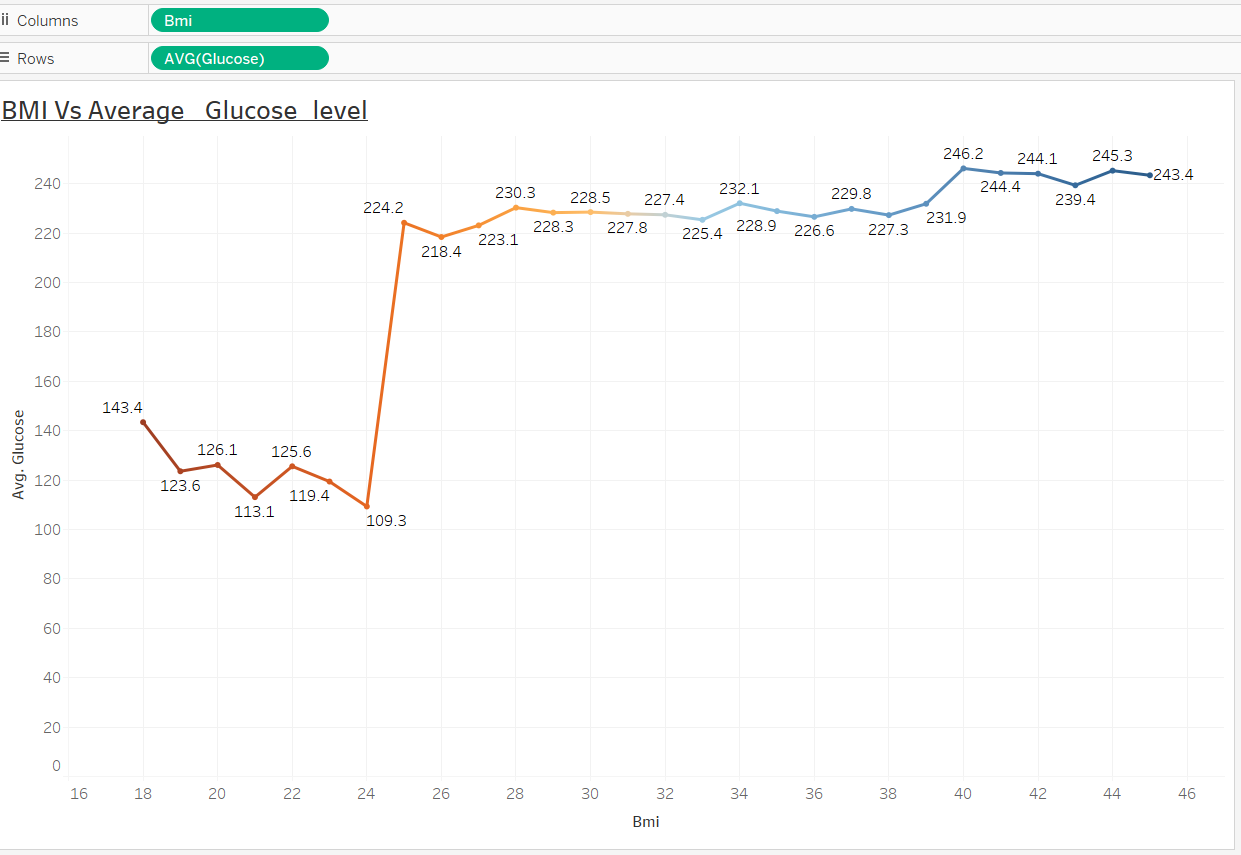 Columns Bmi
Rows AVG(Glucose)
BMI Vs Average Glucose level
246.2 244.1 245.3
240 244.4 239.4 243.4
224.2 230.3 228.5 227.4 232.1 229.8
220 218.4 223.1 228.3 227.8 225.4 228.9 226.6 227.3 231.9
200
180
160
143.4
140
126.1 125.6
120 123.6 119.4
113.1 109.3
100
80
60
40
20
0
Avg. Glucose
16 18 20 22 24 26 28 30 32 34 36 38 40 42 44 46
Bmi